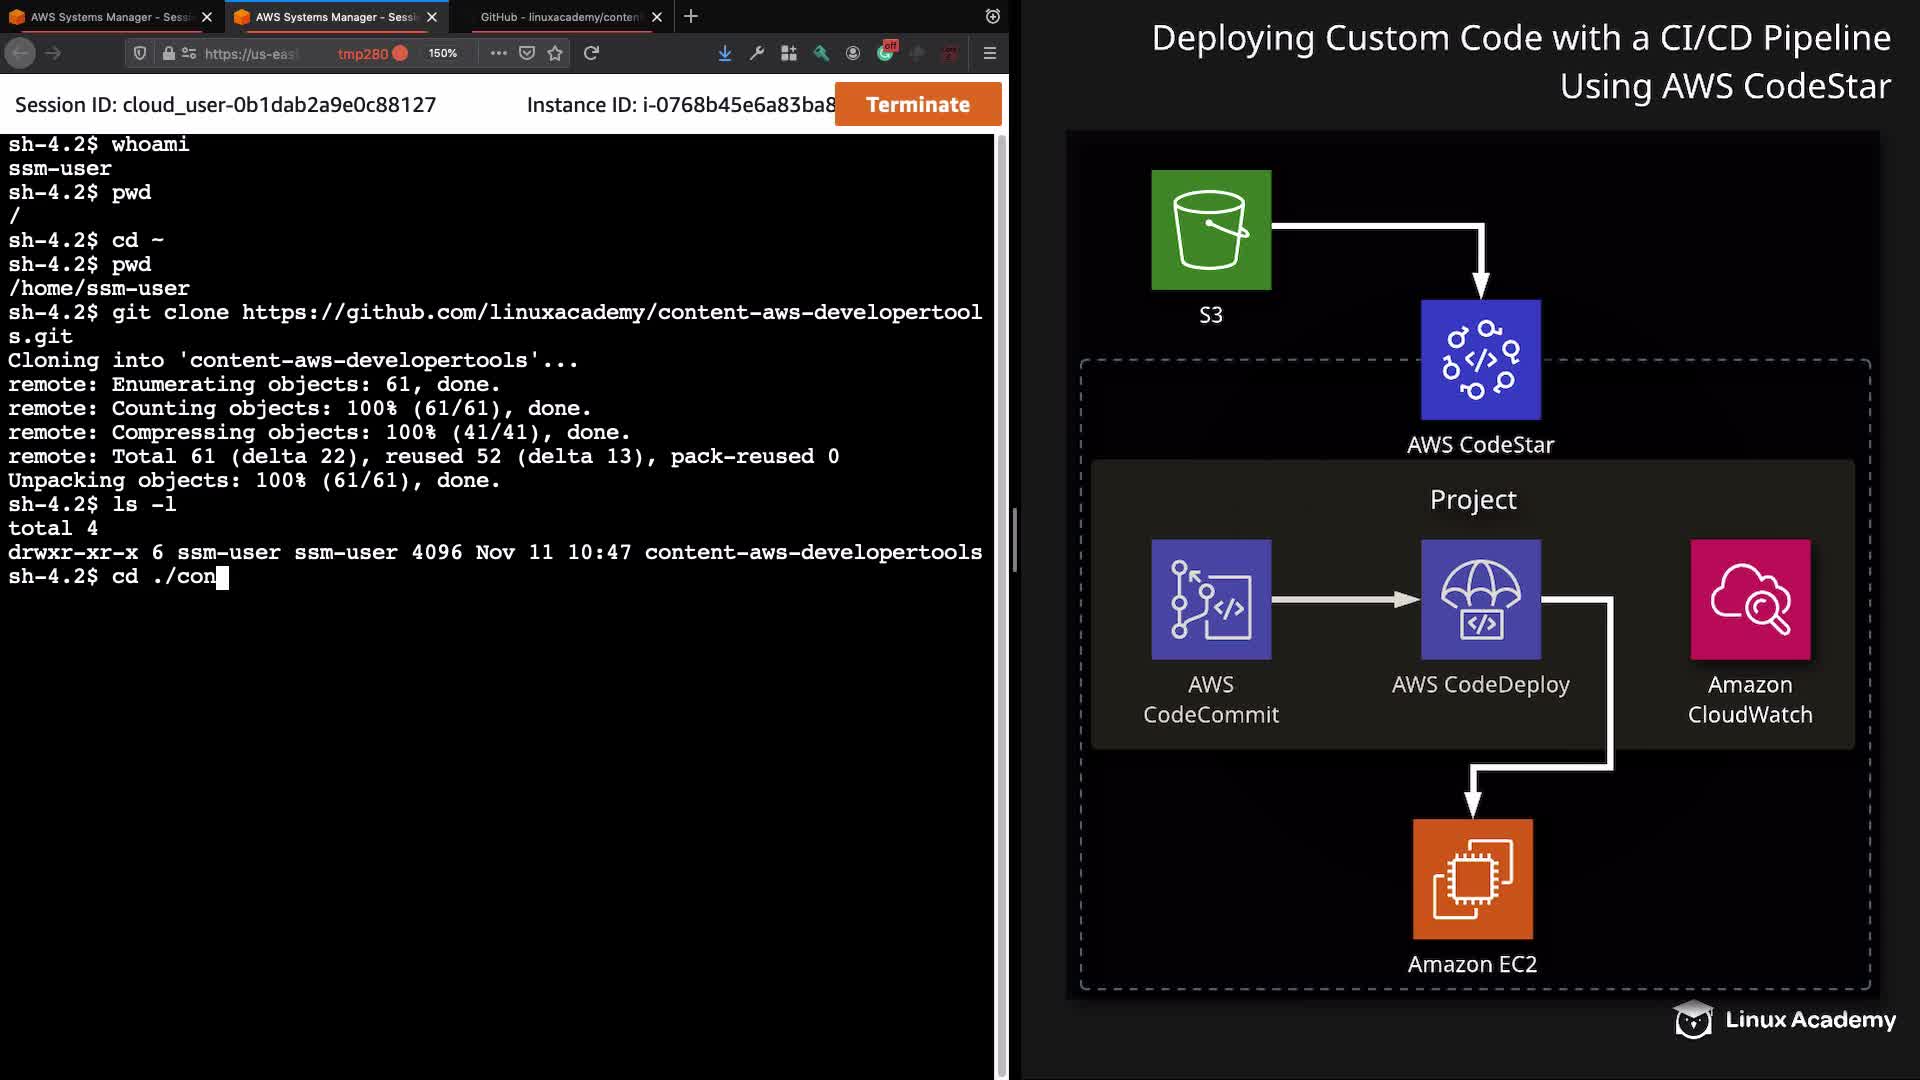 AWS Systems Manager - Sessi
AWS Systems Manager - Sessi
GitHub - linuxacademy/conten
https://us-eas
tmp280
150%
off
Session ID: cloud_user-0b1dab2a9e0c88127
Instance ID: i-0768b45e6a83ba8
Terminate
sh-4.2$ whoami
ssm-user
sh-4.2$ pwd
/
sh-4.2$ cd ~
sh-4.2$ pwd
/home/ssm-user
sh-4.2$ git clone https://github.com/linuxacademy/content-aws-developertool
s.git
Cloning into 'content-aws-developertools'...
remote: Enumerating objects: 61, done.
remote: Counting objects: 100% (61/61), done.
remote: Compressing objects: 100% (41/41), done.
remote: Total 61 (delta 22), reused 52 (delta 13), pack-reused 0
Unpacking objects: 100% (61/61), done.
sh-4.2$ ls -l
total 4
drwxr-xr-x 6 ssm-user ssm-user 4096 Nov 11 10:47 content-aws-developertools
sh-4.2$ cd ./con
Deploying Custom Code with a CI/CD Pipeline
Using AWS CodeStar
S3
AWS CodeStar
Project
AWS
CodeCommit
AWS CodeDeploy
Amazon
CloudWatch
Amazon EC2
Linux Academy